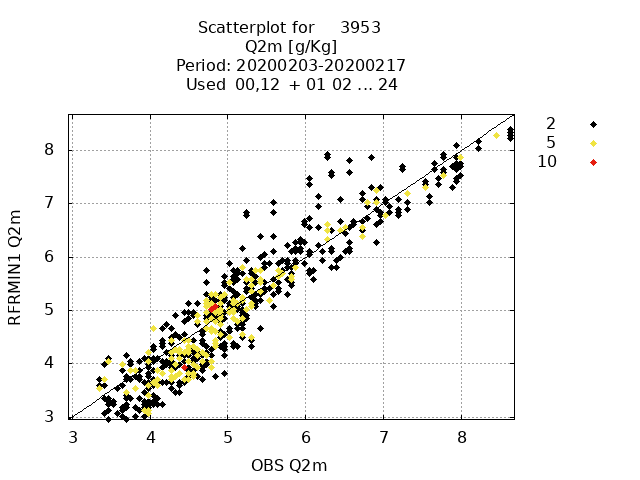 Scatterplot for 3953
Q2m [g/Kg]
Period: 20200203-20200217
Used 00,12 + 01 02 ... 24
2
5
10
RFRMIN1 Q2m
8
7
6
5
4
3
3 4 5 6 7 8
OBS Q2m